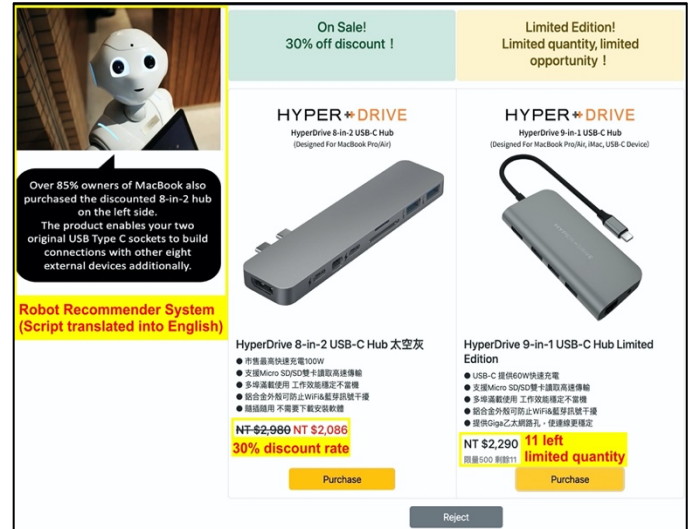 On Sale!
30% off discount！
Limited Edition!
Limited quantity, limited
opportunity！
HYPER DRIVE
HyperDrive 8-in-2 USB-C Hub
(Designed For MacBook Pro/Air)
HYPER DRIVE
HyperDrive 9-in-1 USB-C Hub
(Designed For MacBook Pro/Air, iMac, USB-C Device)
Over 85% owners of MacBook also
purchased the discounted 8-in-2 hub
on the left side.
The product enables your two
original USB Type C sockets to build
connections with other eight
external devices additionally.
Robot Recommender System
(Script translated into English)
HyperDrive 8-in-2 USB-C Hub 太空灰
● 市售最高快速充電100W
● 支援Micro SD/SD雙卡讀取高速傳輸
● 多埠滿載使用 工作效能穩定不當機
● 鋁合金外殼可防止WiFi&藍芽訊號干擾
● 隨插隨用 不需要下載安裝軟體
NT $2,980 NT $2,086
30% discount rate
Purchase
HyperDrive 9-in-1 USB-C Hub Limited
Edition
● USB-C 提供60W快速充電
● 支援Micro SD/SD雙卡讀取高速傳輸
● 多埠滿載使用 工作效能穩定不當機
● 鋁合金外殼可防止WiFi&藍芽訊號干擾
● 提供Giga乙太網路孔，使連線更穩定
NT $2,290
限量500 剩餘11
11 left
limited quantity
Purchase
Reject